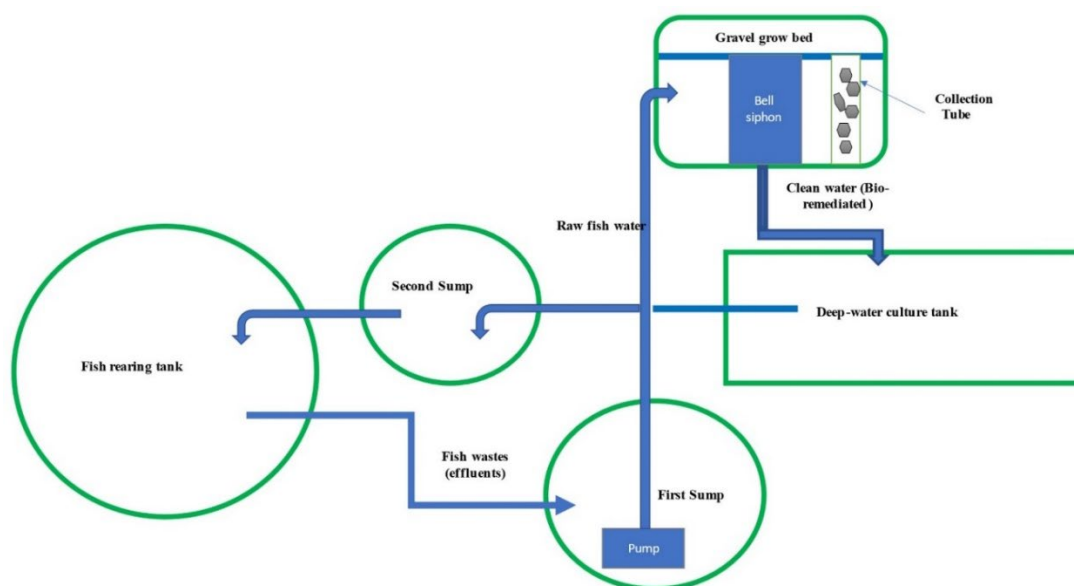 Gravel grow bed
Bell
siphon
Collection
Tube
Clean water (Bio-
remediated )
Raw fish water
Second Sump
Deep-water culture tank
Fish rearing tank
Fish wastes
(effluents)
First Sump
Pump